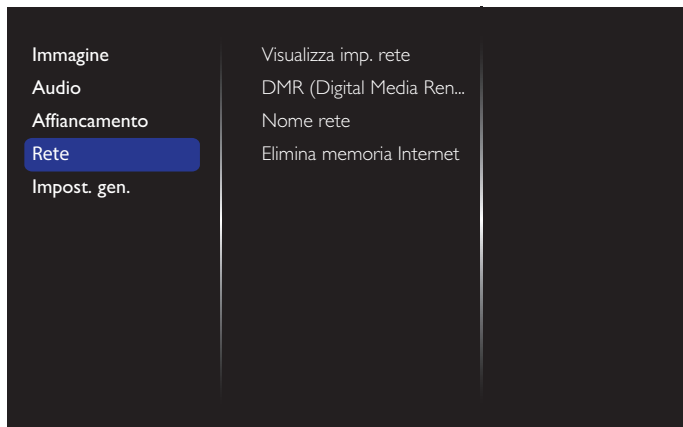 Immagine
Audio
Affiancamento
Rete
Impost. gen.
Visualizza imp. rete
DMR (Digital Media Ren...
Nome rete
Elimina memoria Internet